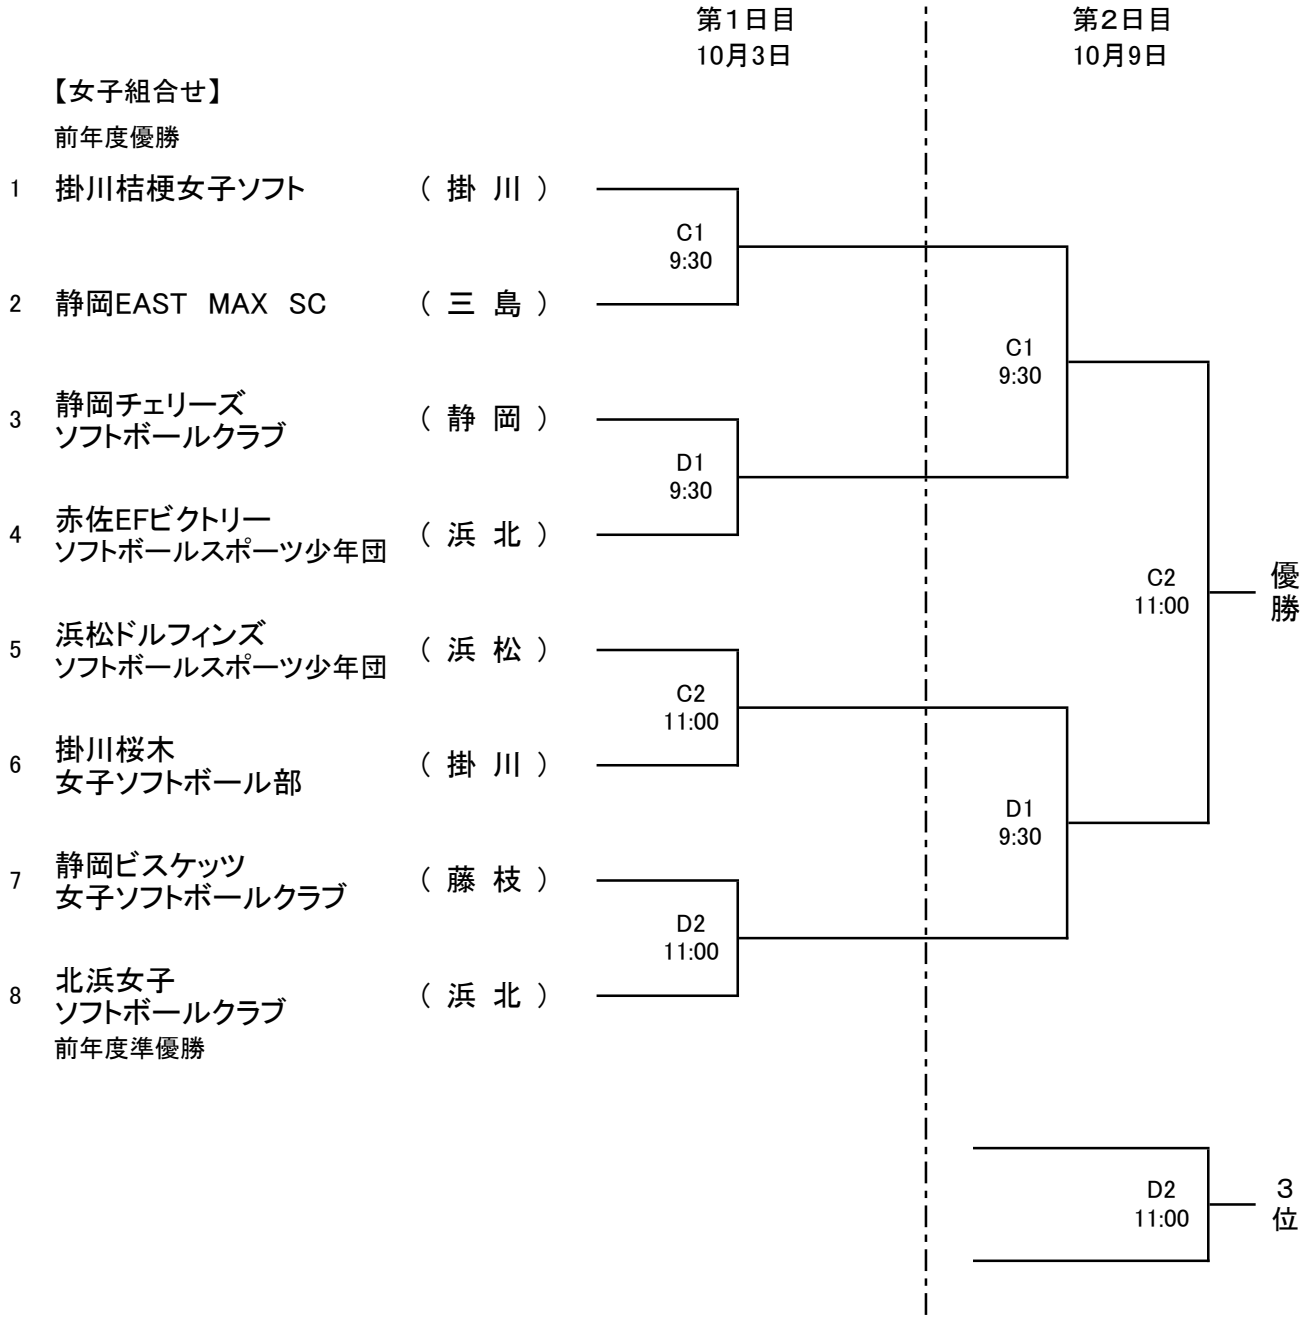 第1日目
10月3日
第2日目
10月9日
【女子組合せ】
前年度優勝
1 掛川桔梗女子ソフト （ 掛 川 ）
C1
9:30
2 静岡EAST　MAX　SC （ 三 島 ）
C1
9:30
3 静岡チェリーズ
ソフトボールクラブ （ 静 岡 ）
D1
9:30
4 赤佐EFビクトリー
ソフトボールスポーツ少年団 （ 浜 北 ）
C2
11:00
優勝
5 浜松ドルフィンズ
ソフトボールスポーツ少年団 （ 浜 松 ）
C2
11:00
6 掛川桜木
女子ソフトボール部 （ 掛 川 ）
D1
9:30
7 静岡ビスケッツ
女子ソフトボールクラブ （ 藤 枝 ）
D2
11:00
8 北浜女子
ソフトボールクラブ （ 浜 北 ）
前年度準優勝
D2
11:00
３位